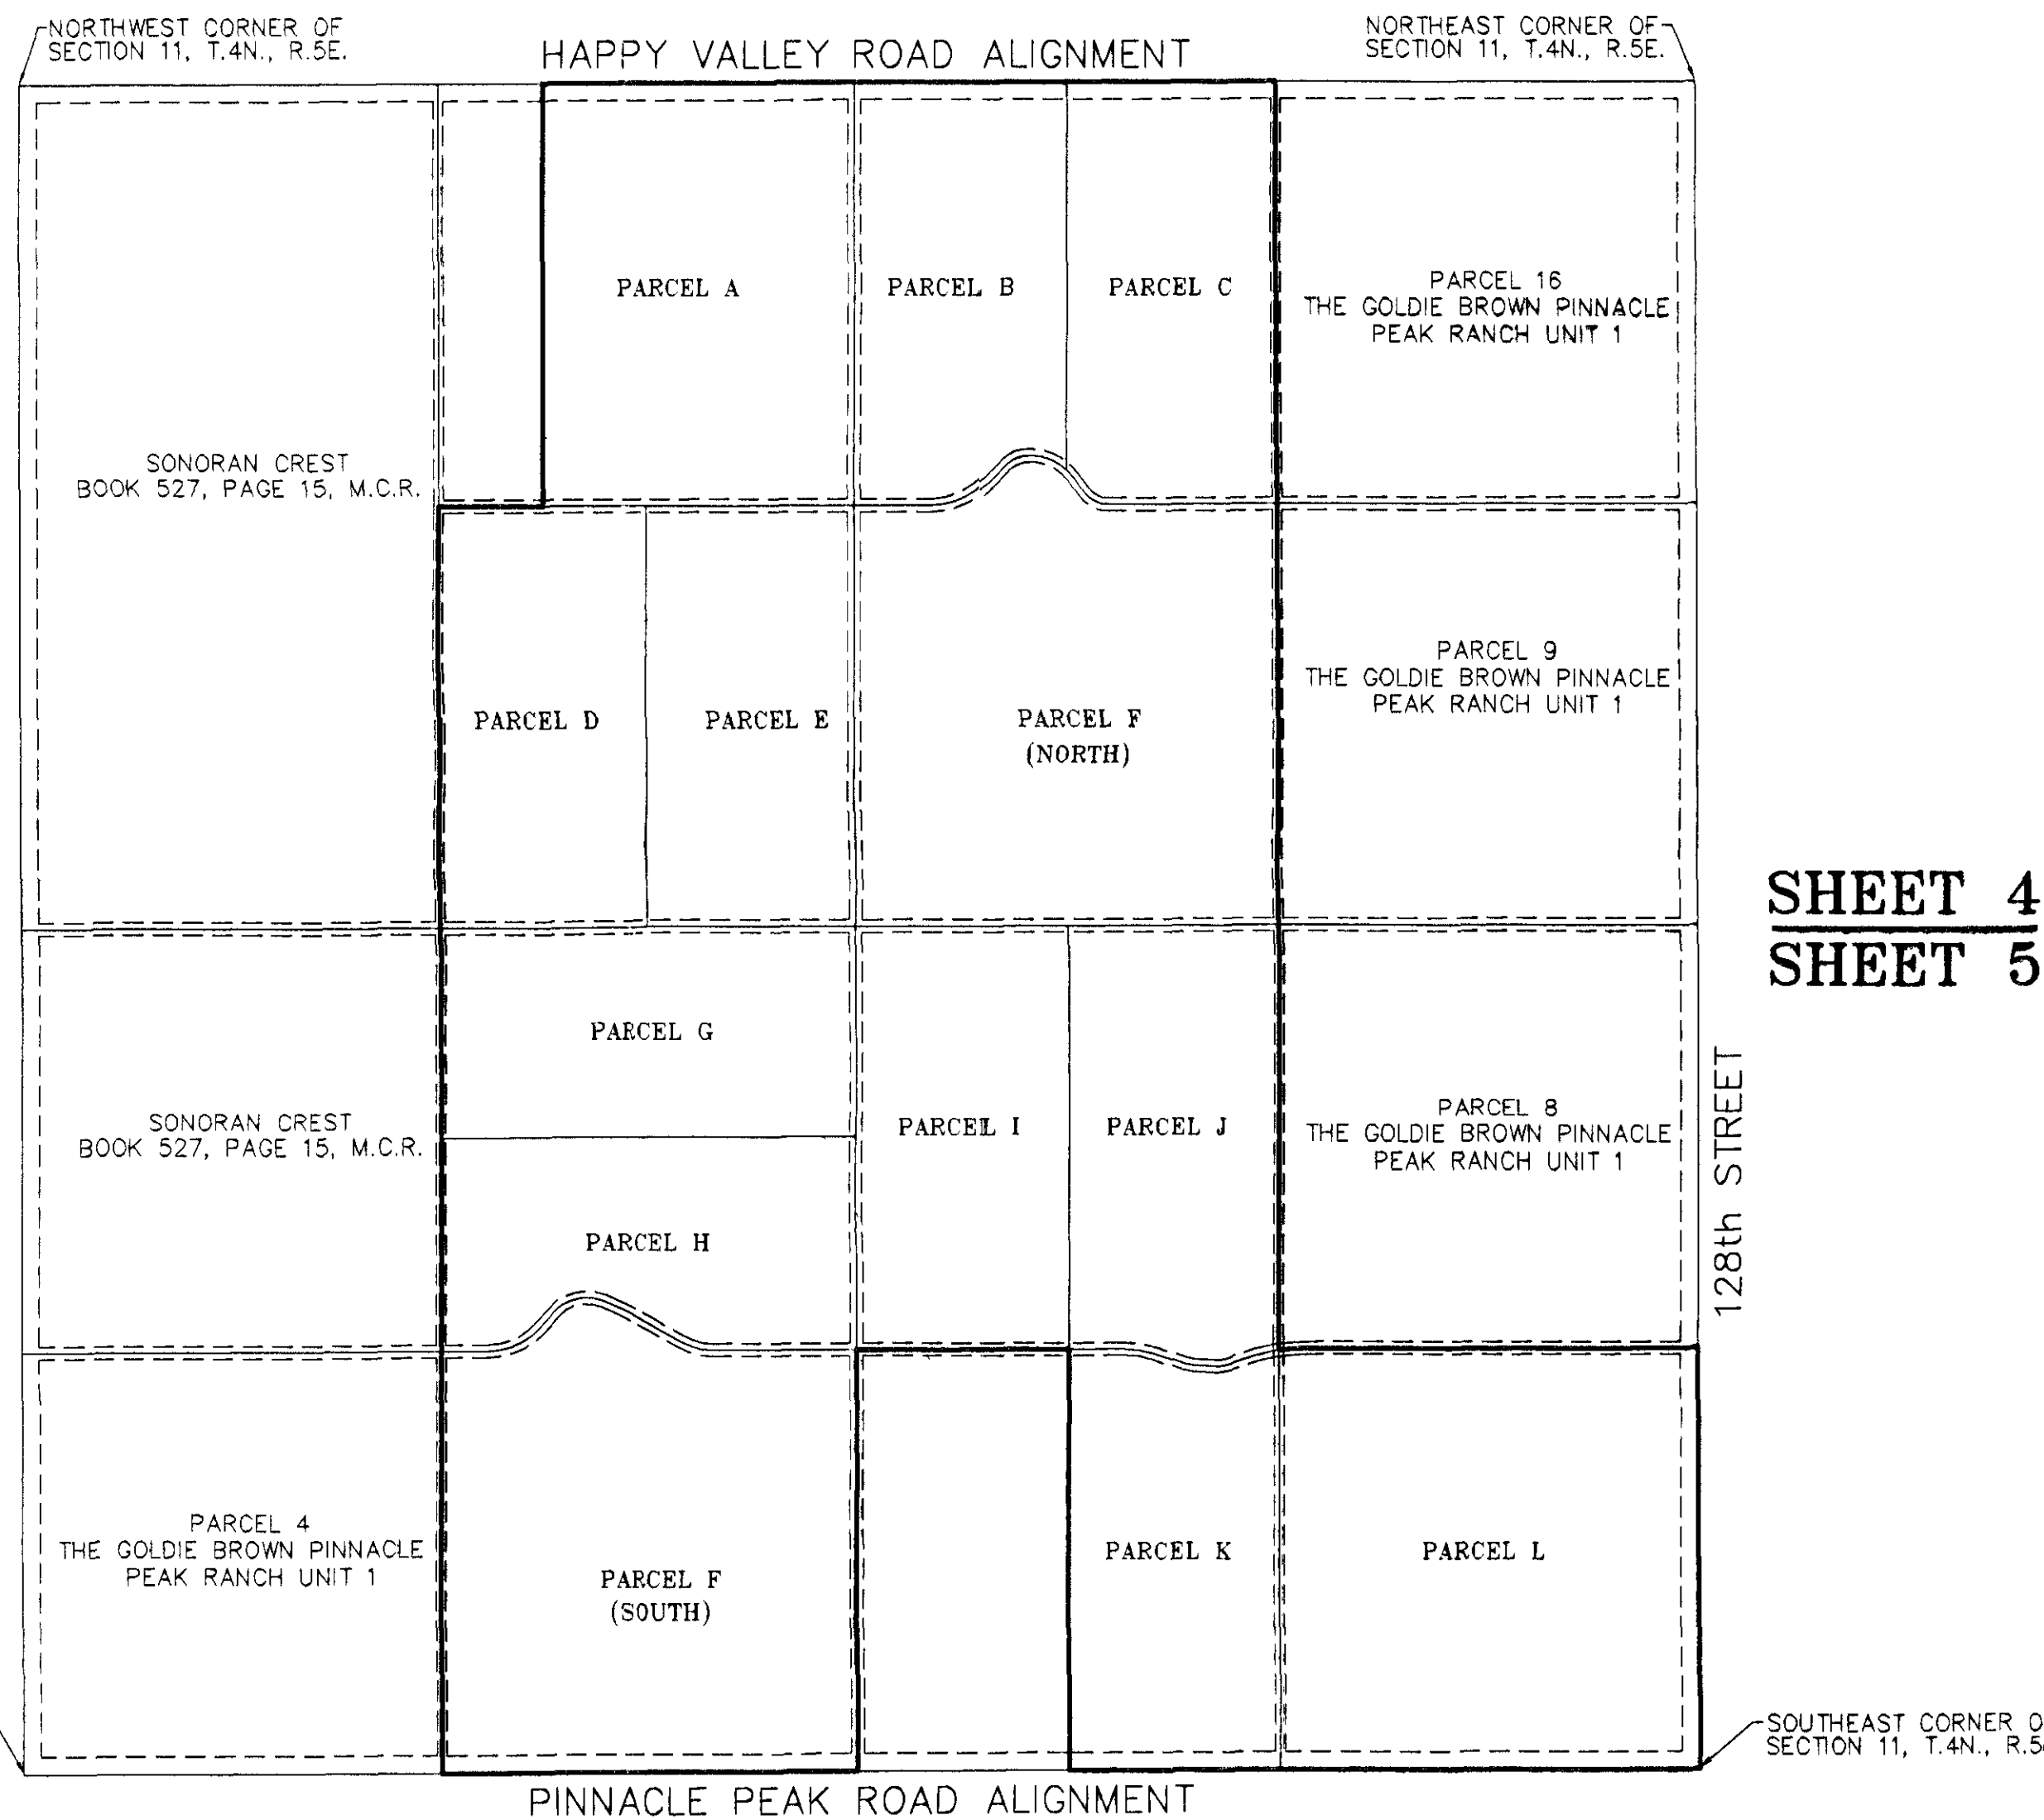 NORTHWEST CORNER OF
SECTION 11, T.4N., R.5E.
HAPPY VALLEY ROAD ALIGNMENT
NORTHEAST CORNER OF
SECTION 11, T.4N., R.5E.
PARCEL A
PARCEL B
PARCEL C
PARCEL 16
THE GOLDIE BROWN PINNACLE
PEAK RANCH UNIT 1
SONORAN CREST
BOOK 527, PAGE 15, M.C.R.
PARCEL D
PARCEL E
PARCEL F
(NORTH)
PARCEL 9
THE GOLDIE BROWN PINNACLE
PEAK RANCH UNIT 1
SHEET 4
SHEET 5
PARCEL G
SONORAN CREST
BOOK 527, PAGE 15, M.C.R.
PARCEL I
PARCEL J
PARCEL 8
THE GOLDIE BROWN PINNACLE
PEAK RANCH UNIT 1
128th STREET
PARCEL H
PARCEL 4
THE GOLDIE BROWN PINNACLE
PEAK RANCH UNIT 1
PARCEL F
(SOUTH)
PARCEL K
PARCEL L
SOUTHEAST CORNER O
SECTION 11, T.4N., R.5
PINNACLE PEAK ROAD ALIGNMENT